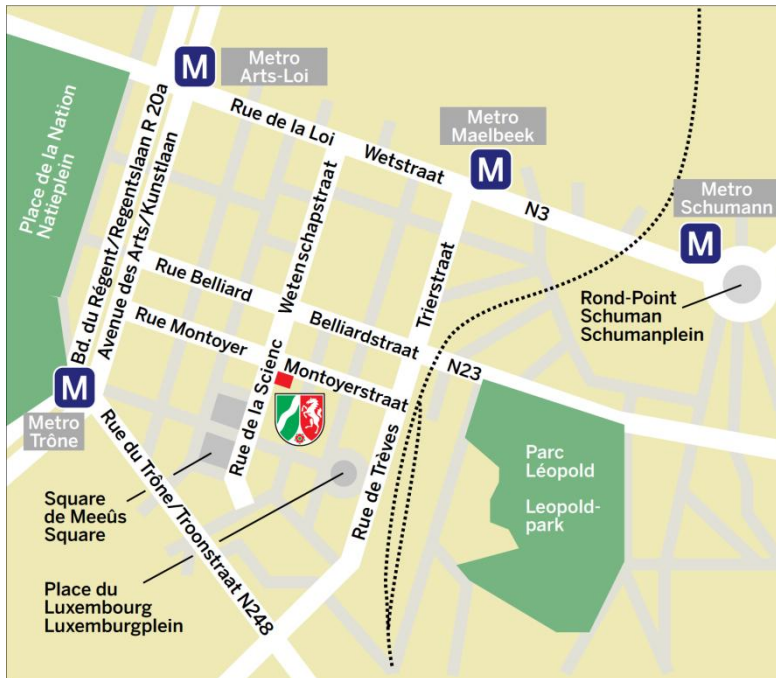 M
Metro
Arts-Loi
Rue de la Loi
Wetstraat
N3
Metro
Maelbeek
M
Metro
Schumann
M
Rond-Point
Schuman
Schumanplein
Place de la Nation
Natieplein
Bd. du Régent/Regentslaan R 20a
Avenue des Arts/Kunstlaan
Wetenschapstraat
Rue de la Scienc
Trierstraat
Rue de Trèves
Rue Belliard
Belliardstraat
N23
Rue Montoyer
Montoyerstraat
M
Metro
Trône
Rue du Trône/Troonstraat N248
Square
de Meeûs
Square
Place du
Luxembourg
Luxemburgplein
Parc
Léopold
Leopold-
park